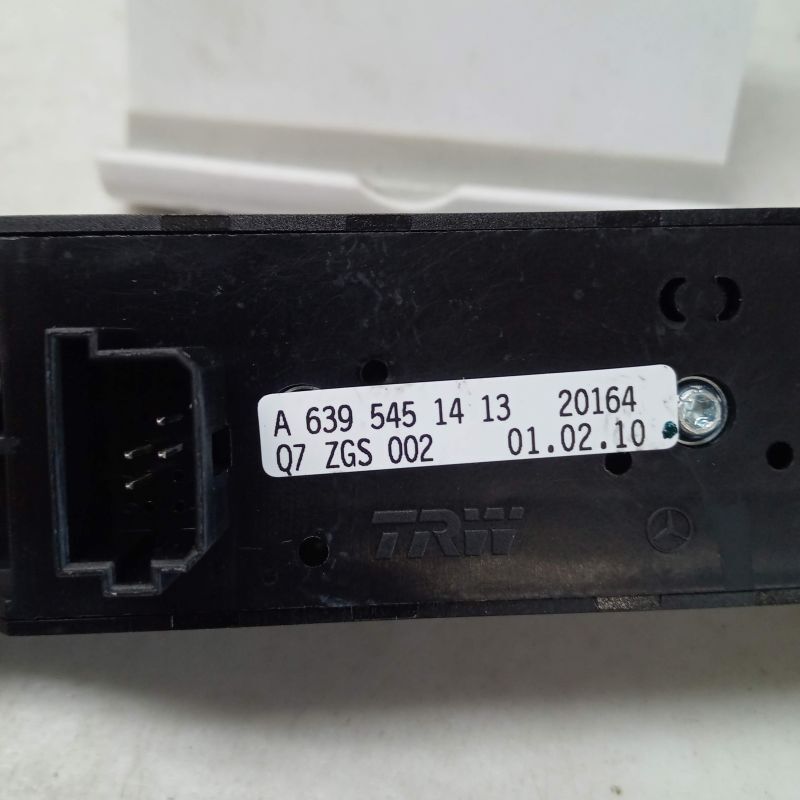 A 639 545 14 13 20164
Q7 ZGS 002 01.02.10
TRW